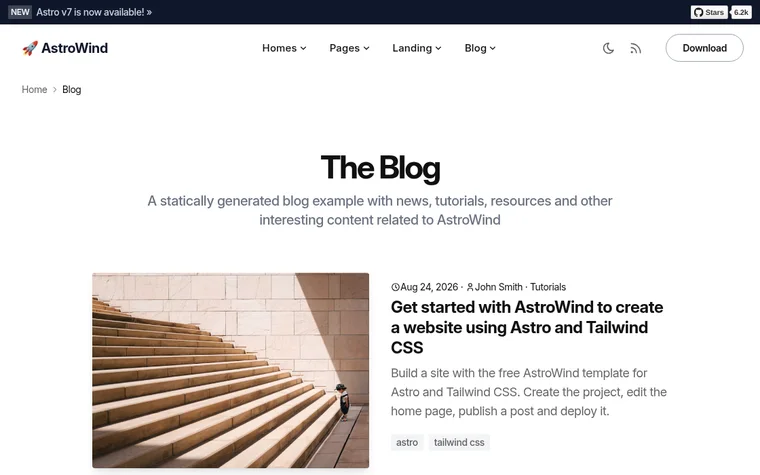 NEW Astro v7 is now available! »
Stars 6.2k
🚀 AstroWind
Homes
Pages
Landing
Blog
Download
Home > Blog
The Blog
A statically generated blog example with news, tutorials, resources and other
interesting content related to AstroWind
Aug 24, 2026 · John Smith · Tutorials
Get started with AstroWind to create
a website using Astro and Tailwind
CSS
Build a site with the free AstroWind template for
Astro and Tailwind CSS. Create the project, edit the
home page, publish a post and deploy it.
astro
tailwind css